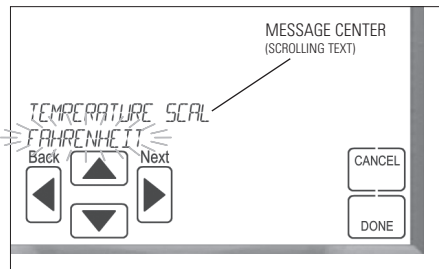 MESSAGE CENTER
(SCROLLING TEXT)
TEMPERATURE SCAL
FAHRENHEIT
Back Next
CANCEL
DONE